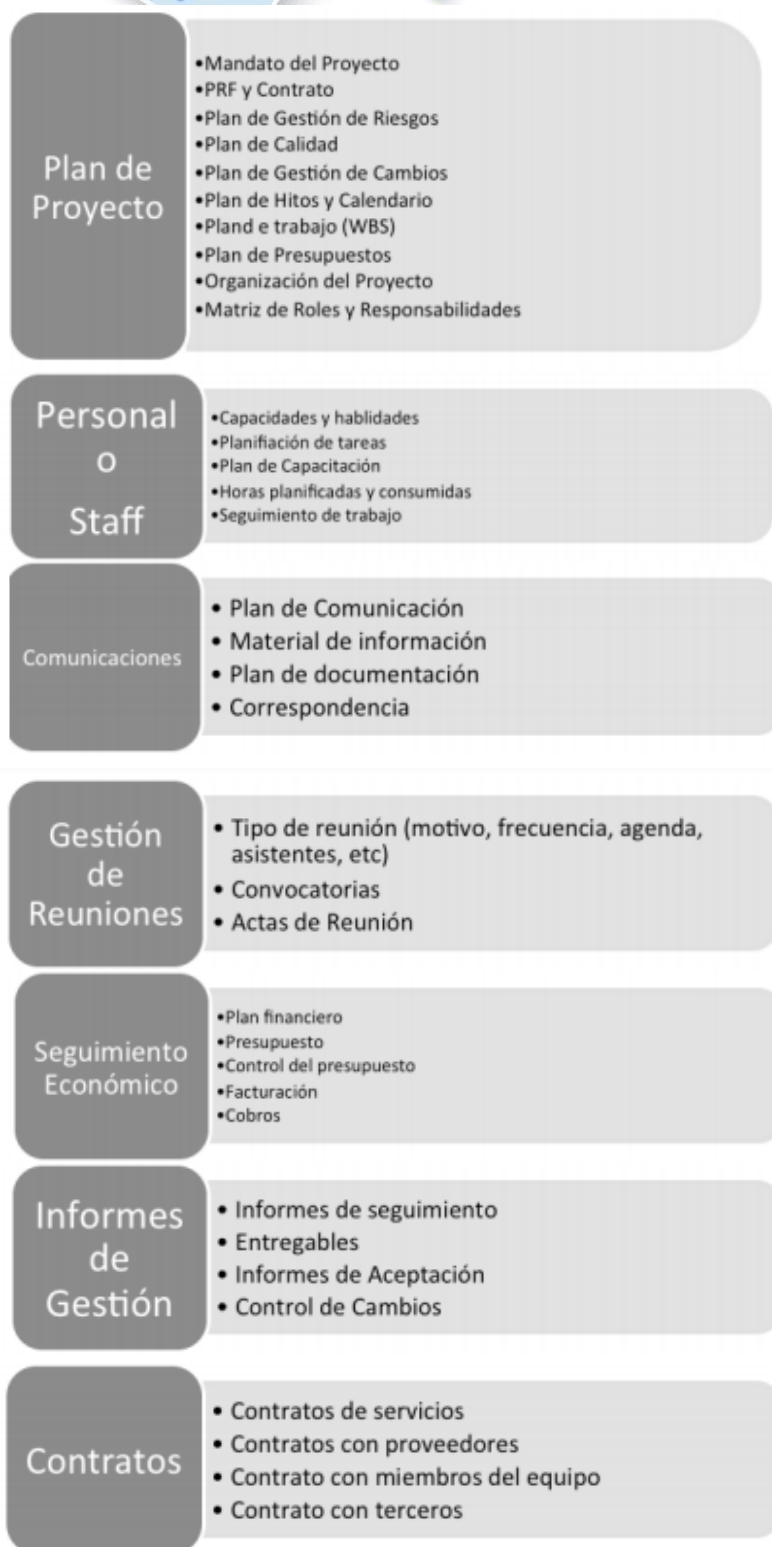 Plan de
Proyecto
•Mandato del Proyecto
•PRF y Contrato
•Plan de Gestión de Riesgos
•Plan de Calidad
•Plan de Gestión de Cambios
•Plan de Hitos y Calendario
•Pland e trabajo (WBS)
•Plan de Presupuestos
•Organización del Proyecto
•Matriz de Roles y Responsabilidades
Personal
o
Staff
•Capacidades y hablidades
•Planifiación de tareas
•Plan de Capacitación
•Horas planificadas y consumidas
•Seguimiento de trabajo
Comunicaciones
• Plan de Comunicación
• Material de información
• Plan de documentación
• Correspondencia
Gestión
de
Reuniones
• Tipo de reunión (motivo, frecuencia, agenda,
asistentes, etc)
• Convocatorias
• Actas de Reunión
Seguimiento
Económico
•Plan financiero
•Presupuesto
•Control del presupuesto
•Facturación
•Cobros
Informes
de
Gestión
• Informes de seguimiento
• Entregables
• Informes de Aceptación
• Control de Cambios
Contratos
• Contratos de servicios
• Contratos con proveedores
• Contrato con miembros del equipo
• Contrato con terceros